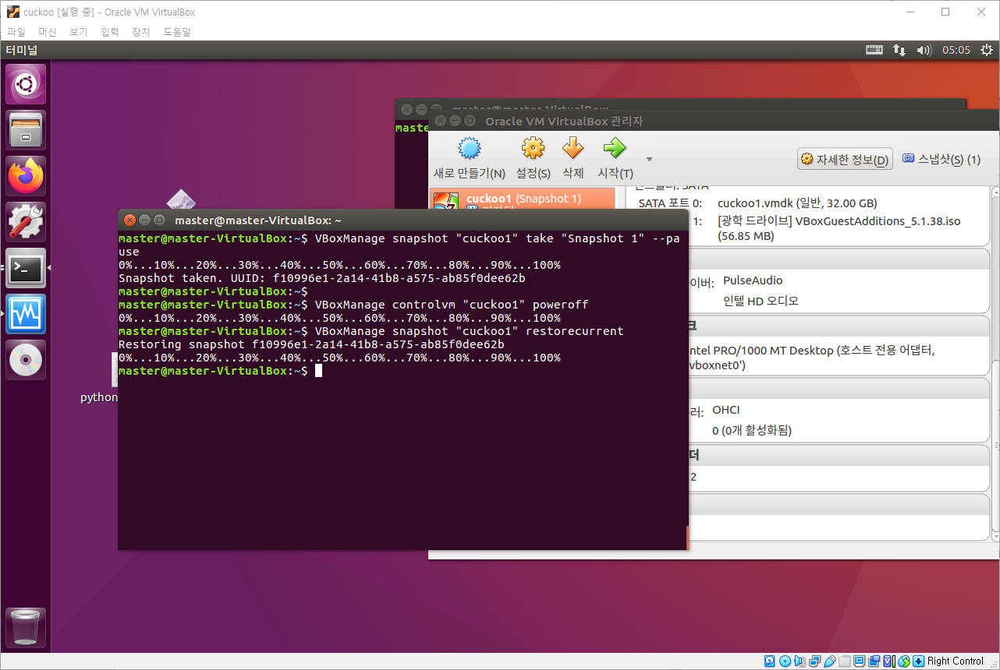 cuckoo [실행 중] - Oracle VM VirtualBox
파일 머신 보기 입력 장치 도움말
터미널 05:05
master@master-VirtualBox:
Oracle VM VirtualBox 관리자
maste
새로 만들기(N) 설정(S) 삭제 시작(T) 자세한 정보(D) 스냅샷(S) (1)
cuckoo1 (Snapshot 1)
SATA 포트 0: cuckoo1.vmdk (일반, 32.00 GB)
1: [광학 드라이브] VBoxGuestAdditions_5.1.38.iso
(56.85 MB)
이버: PulseAudio
인텔 HD 오디오
크
ntel PRO/1000 MT Desktop (호스트 전용 어댑터,
vboxnet0')
러: OHCI
0 (0개 활성화됨)
더
2
master@master-VirtualBox: ~
master@master-VirtualBox:~$ VBoxManage snapshot "cuckoo1" take "Snapshot 1" --pa
use
0%...10%...20%...30%...40%...50%...60%...70%...80%...90%...100%
Snapshot taken. UUID: f10996e1-2a14-41b8-a575-ab85f0dee62b
master@master-VirtualBox:~$
master@master-VirtualBox:~$ VBoxManage controlvm "cuckoo1" poweroff
0%...10%...20%...30%...40%...50%...60%...70%...80%...90%...100%
master@master-VirtualBox:~$ VBoxManage snapshot "cuckoo1" restorecurrent
Restoring snapshot f10996e1-2a14-41b8-a575-ab85f0dee62b
0%...10%...20%...30%...40%...50%...60%...70%...80%...90%...100%
master@master-VirtualBox:~$
python
Right Control